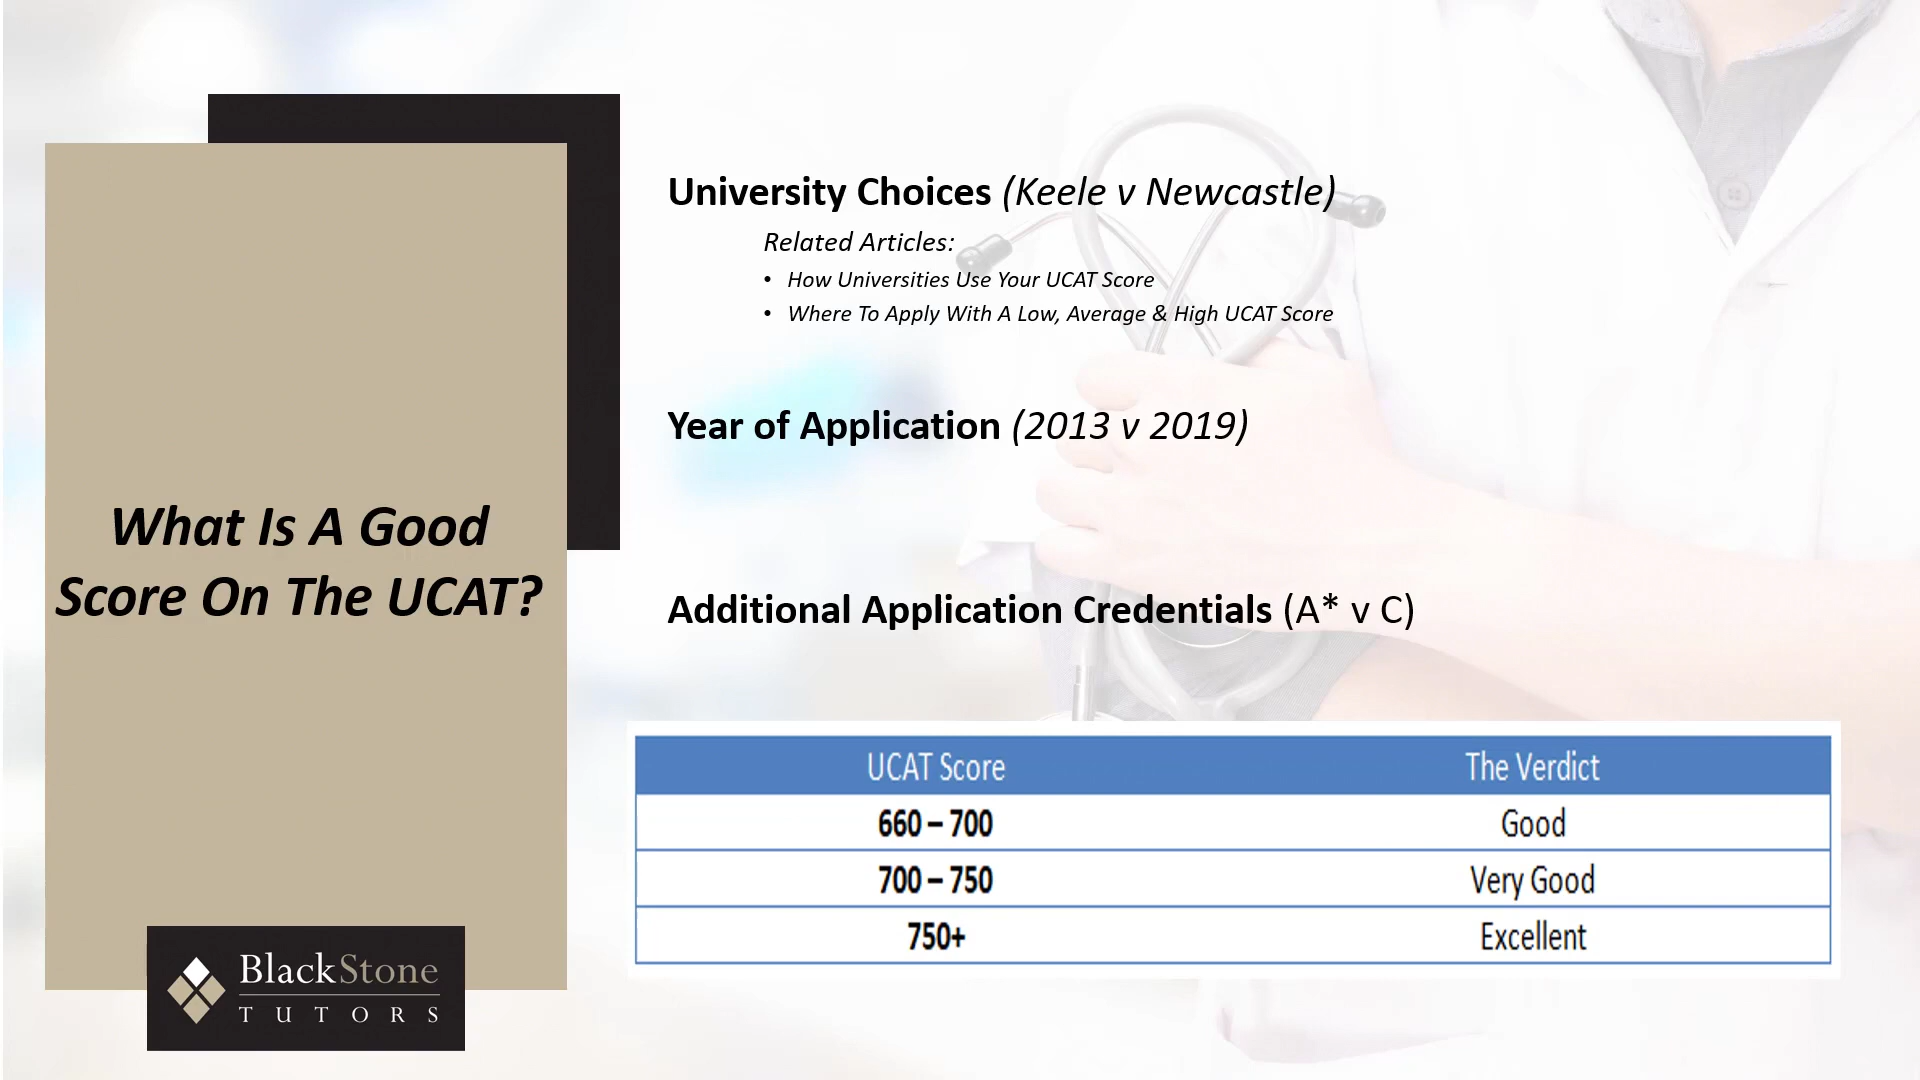 What Is A Good
Score On The UCAT?
BlackStone
TUTORS
University Choices (Keele v Newcastle)
Related Articles:
• How Universities Use Your UCAT Score
• Where To Apply With A Low, Average & High UCAT Score
Year of Application (2013 v 2019)
Additional Application Credentials (A* v C)
UCAT Score The Verdict
660 – 700 Good
700 – 750 Very Good
750+ Excellent